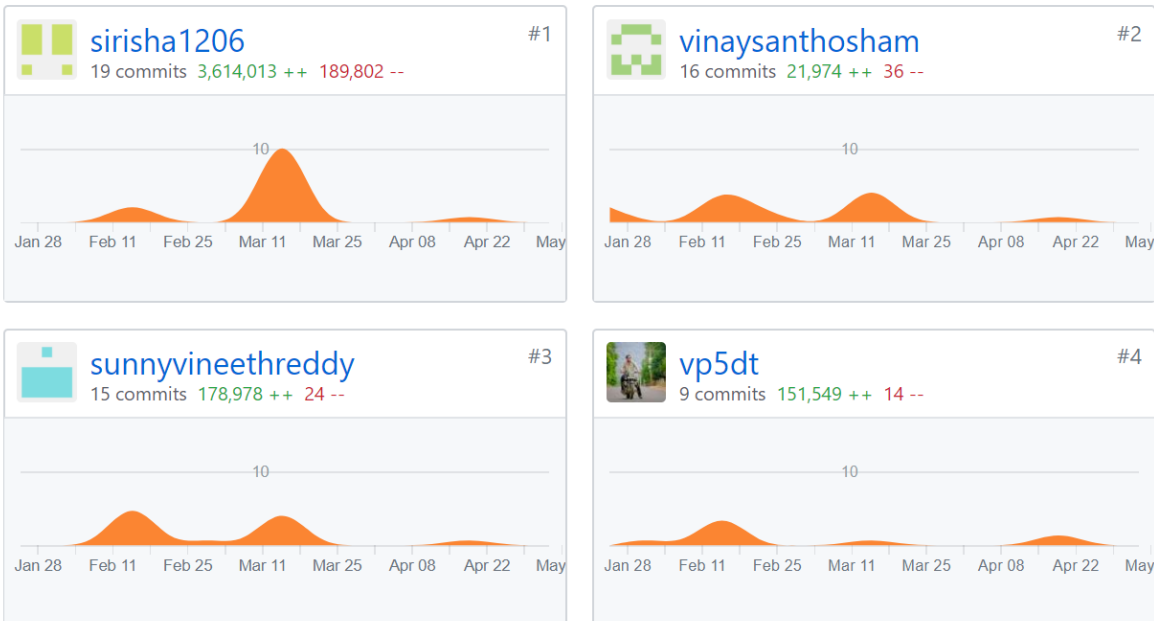 sirisha1206 #1
19 commits 3,614,013 ++ 189,802 --
10
Jan 28 Feb 11 Feb 25 Mar 11 Mar 25 Apr 08 Apr 22 May
vinaysanthosham #2
16 commits 21,974 ++ 36 --
10
Jan 28 Feb 11 Feb 25 Mar 11 Mar 25 Apr 08 Apr 22 May
sunnyvineethreddy #3
15 commits 178,978 ++ 24 --
10
Jan 28 Feb 11 Feb 25 Mar 11 Mar 25 Apr 08 Apr 22 May
vp5dt #4
9 commits 151,549 ++ 14 --
10
Jan 28 Feb 11 Feb 25 Mar 11 Mar 25 Apr 08 Apr 22 May